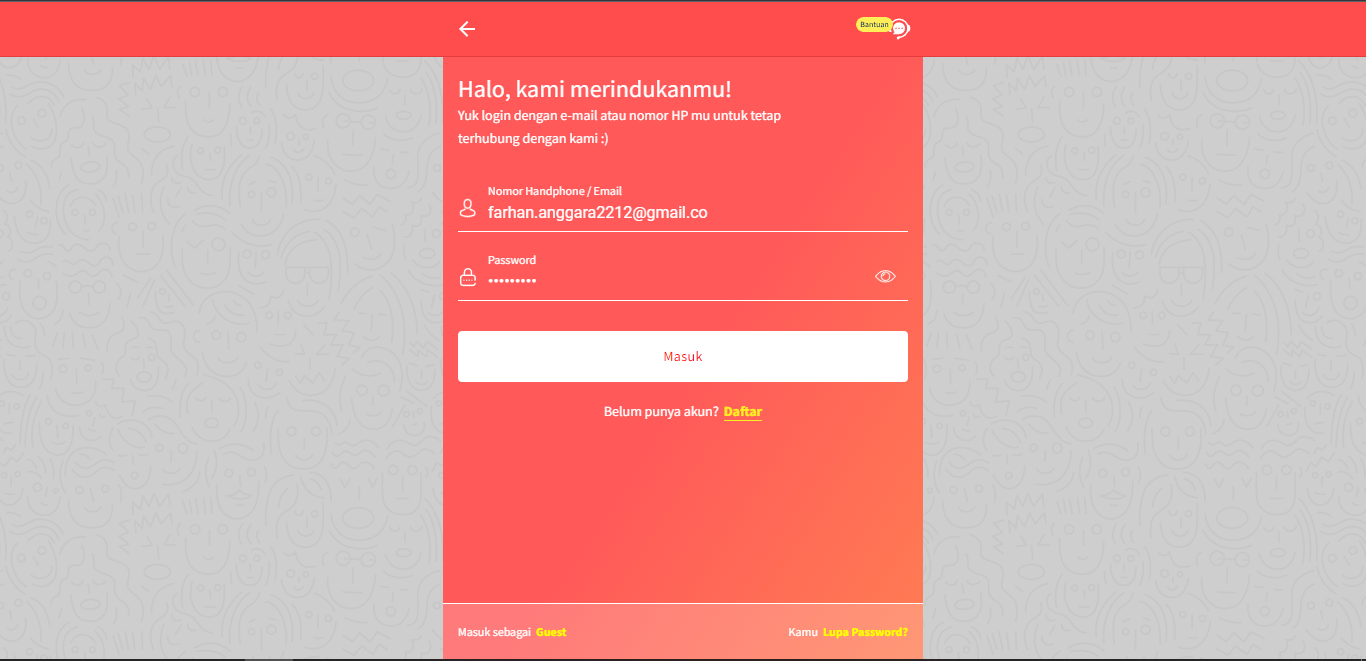 Bantuan
Halo, kami merindukanmu!
Yuk login dengan e-mail atau nomor HP mu untuk tetap
terhubung dengan kami :)
Nomor Handphone / Email
farhan.anggara2212@gmail.co
Password
•••••••••
Masuk
Belum punya akun? Daftar
Masuk sebagai Guest
Kamu Lupa Password?